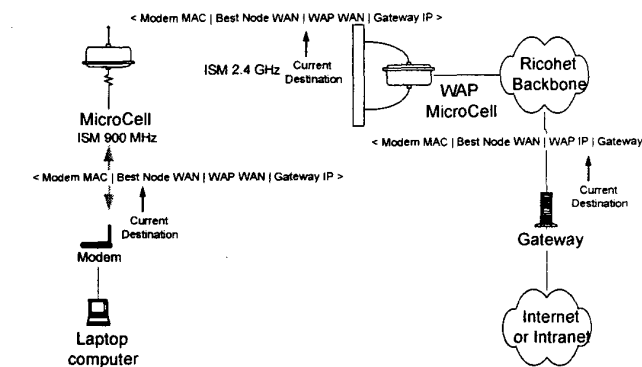 < Modem MAC | Best Node WAN | WAP WAN | Gateway IP >
Current
Destination
ISM 2.4 GHz
WAP
MicroCell
Ricohet
Backbone
MicroCell
ISM 900 MHz
< Modem MAC | Best Node WAN | WAP WAN | Gateway IP >
Current
Destination
Modem
Laptop
computer
< Modem MAC | Best Node WAN | WAP IP | Gateway
Current
Destination
Gateway
Internet
or Intranet